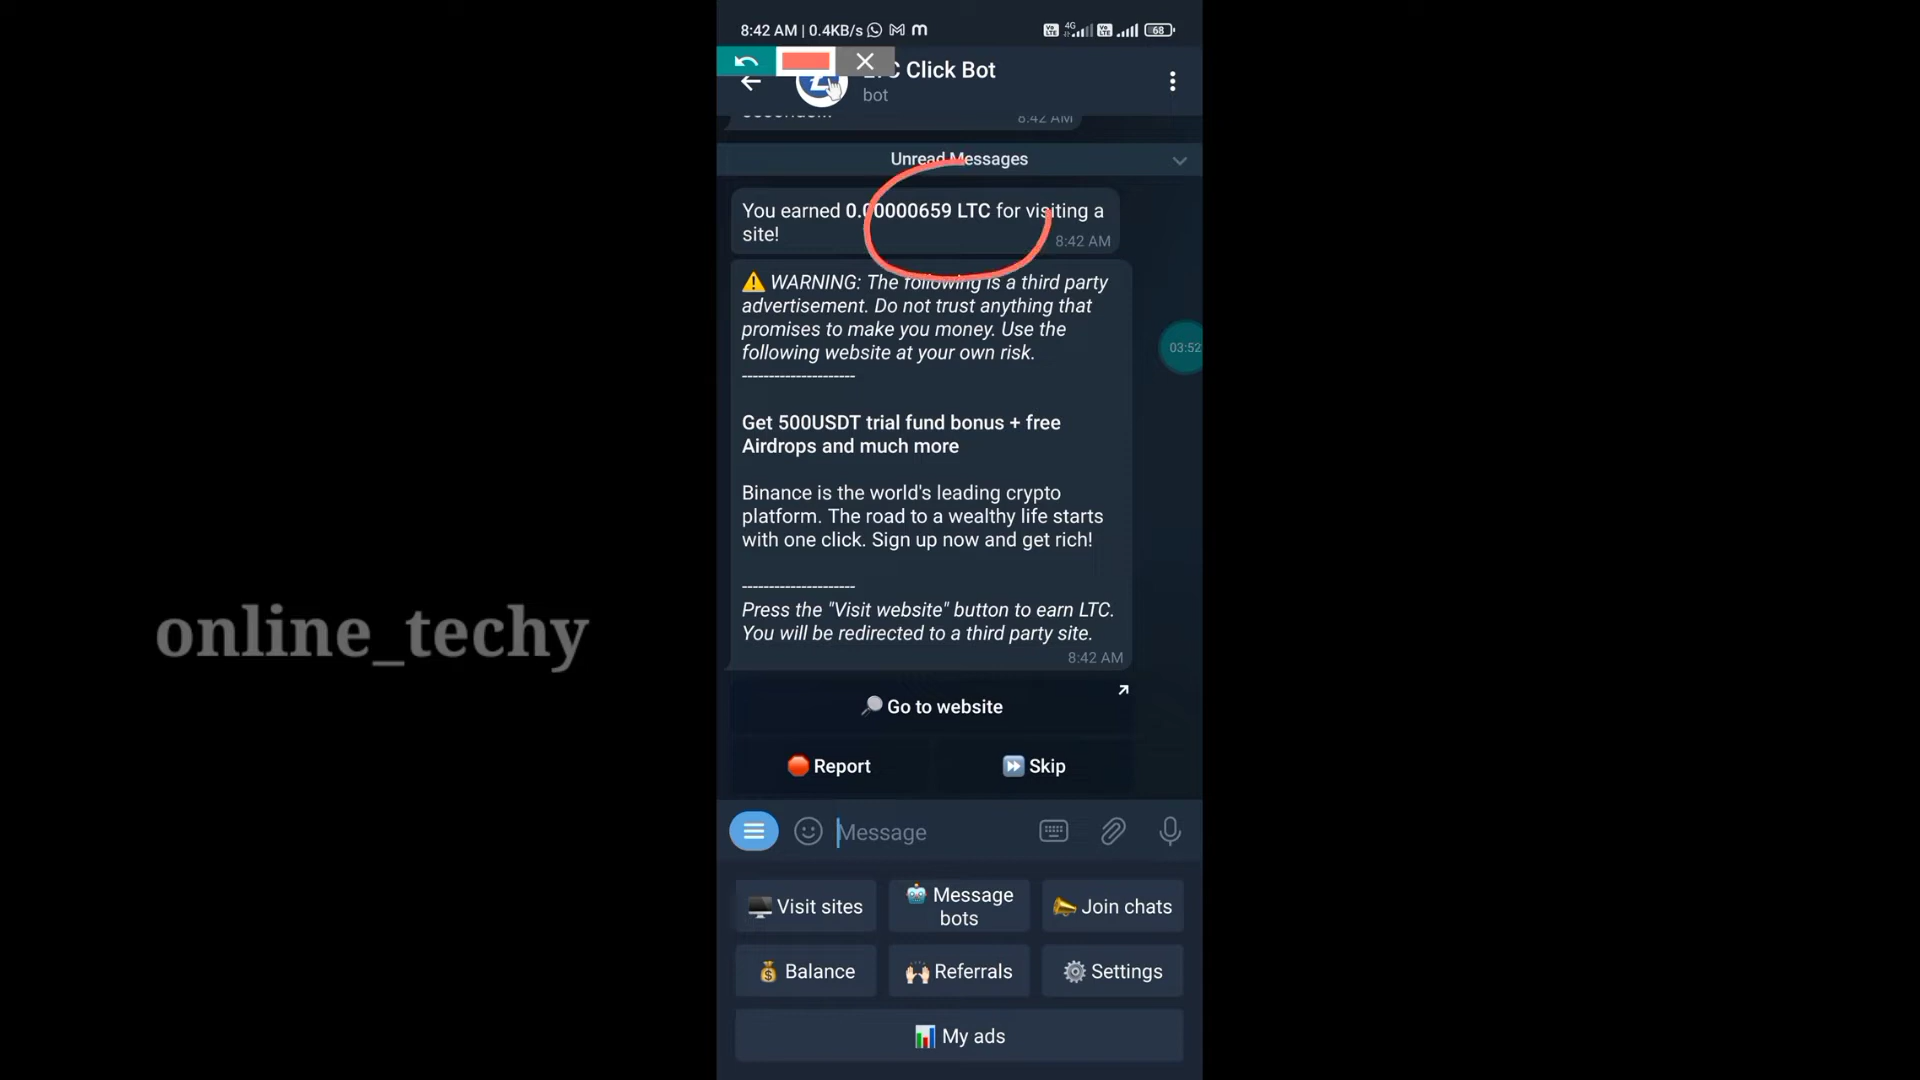 8:42 AM | 0.4KB/s
4G
68
Click Bot
bot
8:42 AM
Unread Messages
You earned 0.00000659 LTC for visiting a
site!
8:42 AM
⚠️ WARNING: The following is a third party
advertisement. Do not trust anything that
promises to make you money. Use the
following website at your own risk.
---------------------
Get 500USDT trial fund bonus + free
Airdrops and much more
Binance is the world's leading crypto
platform. The road to a wealthy life starts
with one click. Sign up now and get rich!
---------------------
Press the "Visit website" button to earn LTC.
You will be redirected to a third party site.
8:42 AM
03:52
🔎 Go to website
🛑 Report
⏩ Skip
Message
🖥 Visit sites
🤖 Message
bots
📣 Join chats
💰 Balance
🙌🏻 Referrals
⚙️ Settings
📊 My ads
online_techy